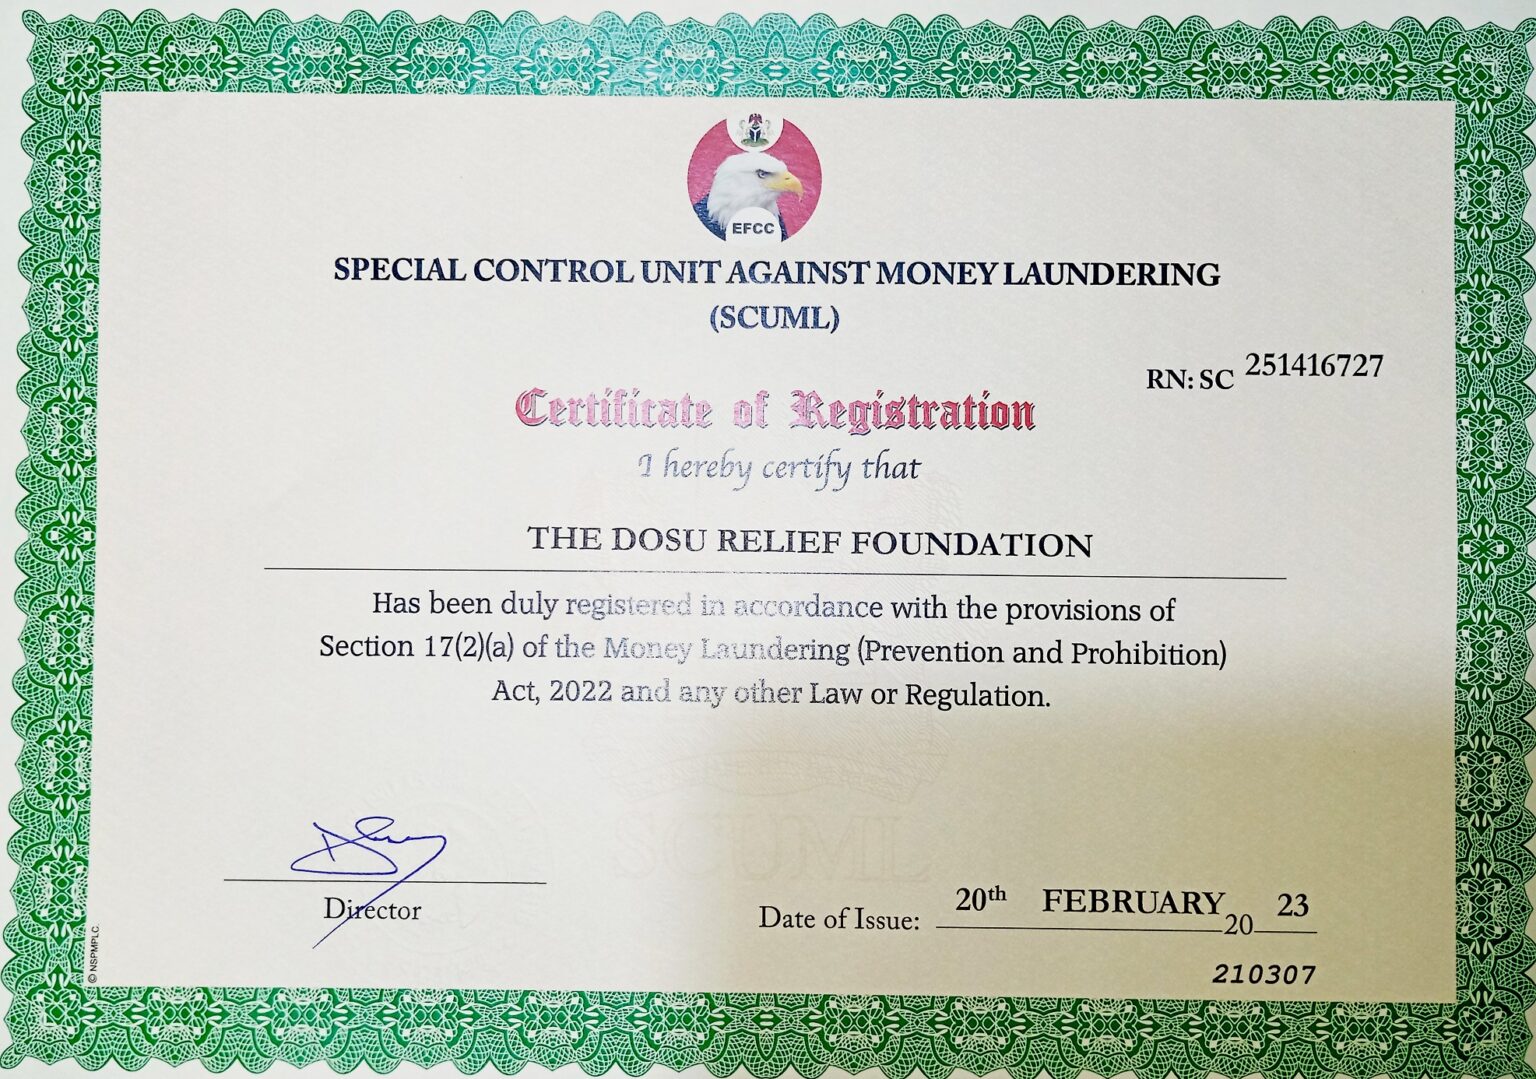 EFCC
SPECIAL CONTROL UNIT AGAINST MONEY LAUNDERING
(SCUML)
RN: SC 251416727
Certificate of Registration
I hereby certify that
THE DOSU RELIEF FOUNDATION
Has been duly registered in accordance with the provisions of
Section 17(2)(a) of the Money Laundering (Prevention and Prohibition)
Act, 2022 and any other Law or Regulation.
SCUML
Director
Date of Issue: 20th FEBRUARY 20 23
210307
© NSPMPLC.